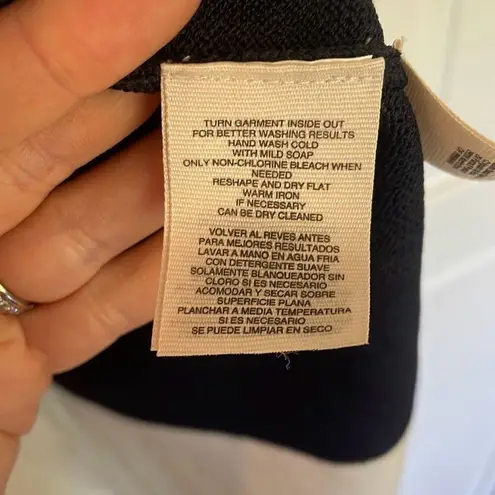 TURN GARMENT INSIDE OUT
FOR BETTER WASHING RESULTS
HAND WASH COLD
WITH MILD SOAP
ONLY NON-CHLORINE BLEACH WHEN
NEEDED
RESHAPE AND DRY FLAT
WARM IRON
IF NECESSARY
CAN BE DRY CLEANED
VOLVER AL REVES ANTES
PARA MEJORES RESULTADOS
LAVAR A MANO EN AGUA FRIA
CON DETERGENTE SUAVE
SOLAMENTE BLANQUEADOR SIN
CLORO SI ES NECESARIO
ACOMODAR Y SECAR SOBRE
SUPERFICIE PLANA
PLANCHAR A MEDIA TEMPERATURA
SI ES NECESARIO
SE PUEDE LIMPIAR EN SECO